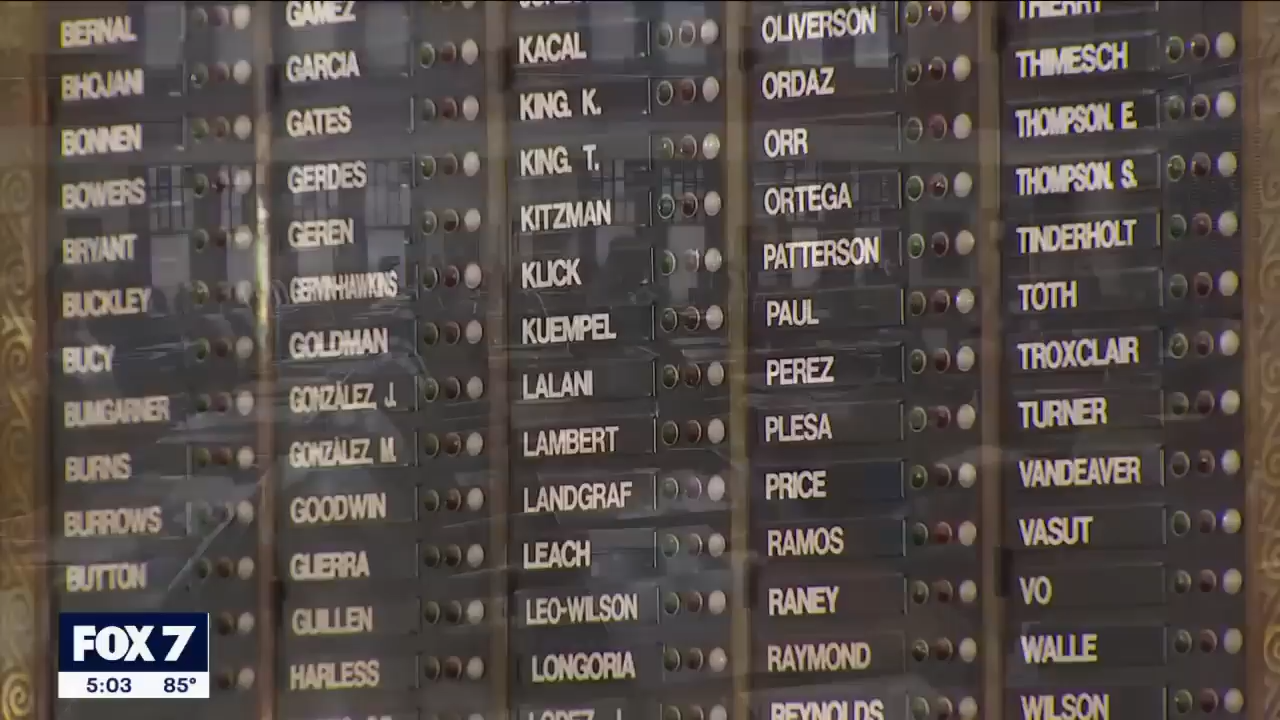 BERNAL
BHOJANI
BONNEN
BOWERS
BRYANT
BUCKLEY
BUCY
BUMGARNER
BURNS
BURROWS
BUTTON
GAMEZ
GARCIA
GATES
GERDES
GEREN
GERVIN-HAWKINS
GOLDMAN
GONZÁLEZ, J.
GONZÁLEZ, M.
GOODWIN
GUERRA
GUILLEN
HARLESS
KACAL
KING, K.
KING, T.
KITZMAN
KLICK
KUEMPEL
LALANI
LAMBERT
LANDGRAF
LEACH
LEO-WILSON
LONGORIA
LOPEZ, J.
OLIVERSON
ORDAZ
ORR
ORTEGA
PATTERSON
PAUL
PEREZ
PLESA
PRICE
RAMOS
RANEY
RAYMOND
REYNOLDS
THIERRY
THIMESCH
THOMPSON, E.
THOMPSON, S.
TINDERHOLT
TOTH
TROXCLAIR
TURNER
VANDEAVER
VASUT
VO
WALLE
WILSON
FOX 7
5:03 85°